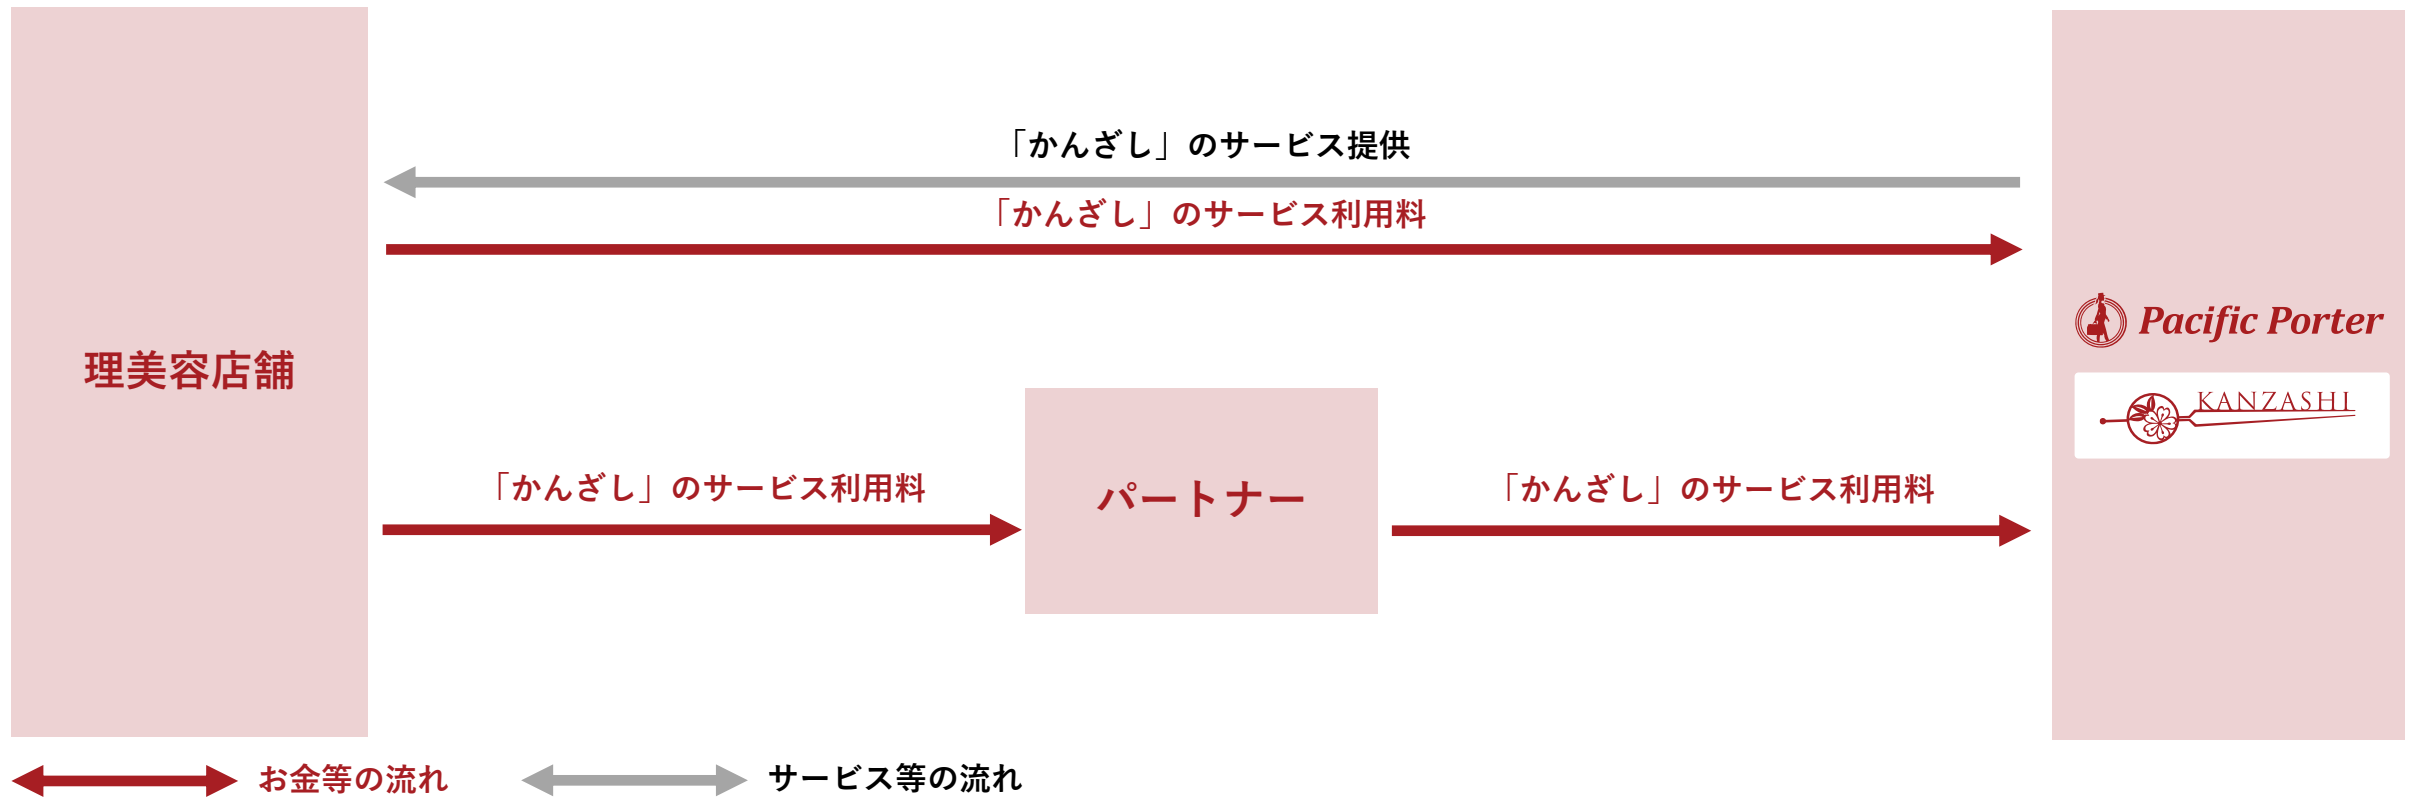 「かんざし」のサービス提供
「かんざし」のサービス利用料
理美容店舗
Pacific Porter
KANZASHI
「かんざし」のサービス利用料
パートナー
「かんざし」のサービス利用料
お金等の流れ
サービス等の流れ